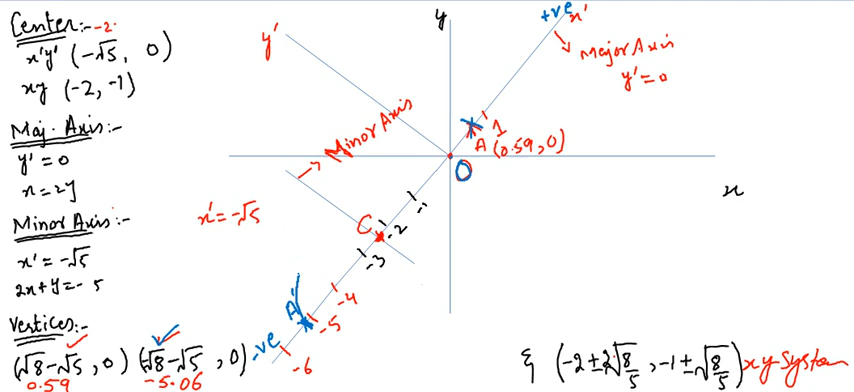 Center:- -2.
x'y' (-√5, 0)
xy (-2, -1)
Maj. Axis:-
y' = 0
x = 2y
Minor Axis:-
x' = -√5
2x+y=-5
Vertices:-
(√8-√5, 0) (-√8-√5, 0)
0.59 -5.06
y'
y
+ve x'
Major Axis
y'=0
Minor Axis
1
A (0.59, 0)
O
x
x' = -√5
C
-1
-2
-3
-4
A'
-5
-ve
-6
& (-2 ± 2√8/5, -1 ± √8/5) xy-System